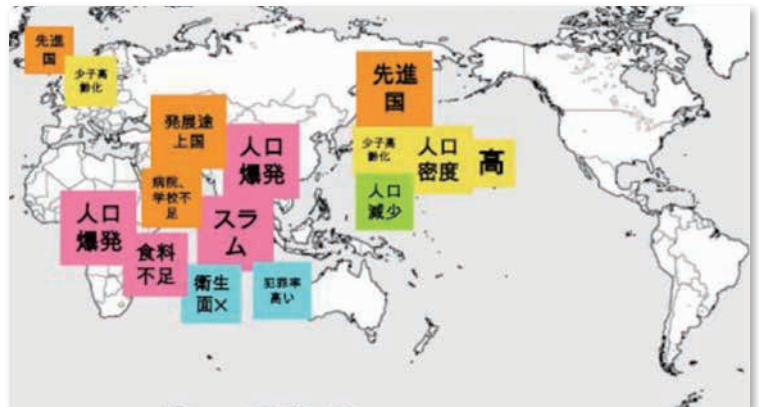 先進
国
少子高
齢化
発展途
上国
人口
爆発
病院、
学校不
足
人口
爆発
食料
不足
スラ
ム
衛生
面×
犯罪率
高い
先進
国
少子高
齢化
人口
密度
高
人口
減少